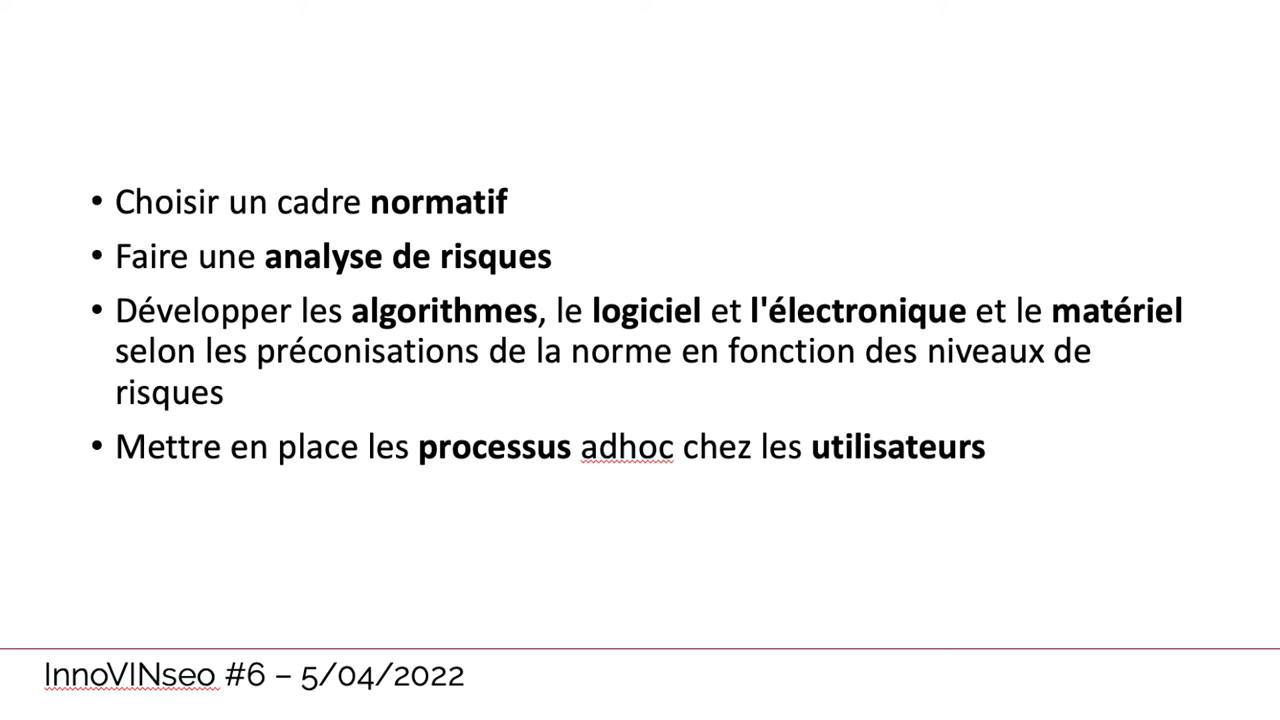 • Choisir un cadre normatif
• Faire une analyse de risques
• Développer les algorithmes, le logiciel et l'électronique et le matériel
selon les préconisations de la norme en fonction des niveaux de
risques
• Mettre en place les processus adhoc chez les utilisateurs
InnoVINseo #6 – 5/04/2022